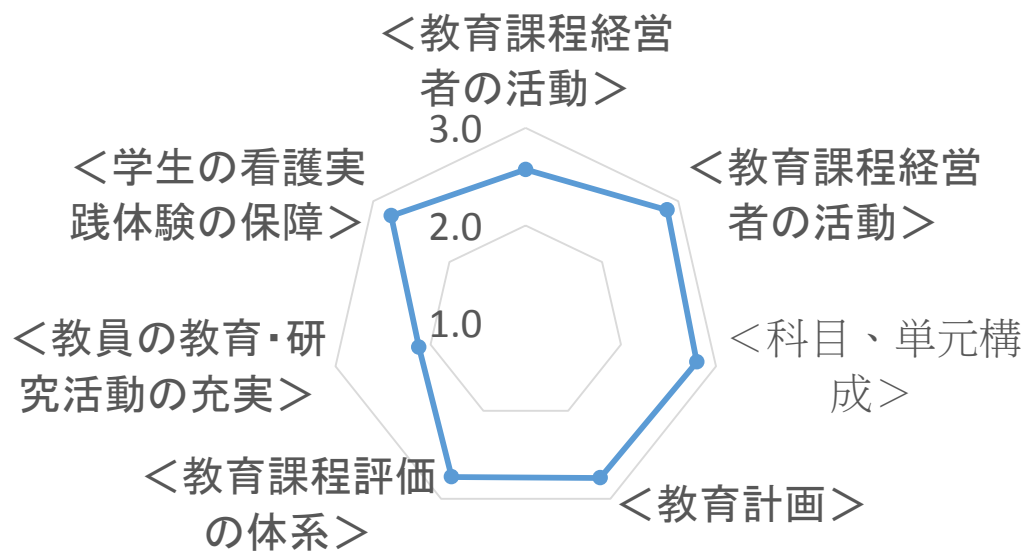 ＜教育課程経営
者の活動＞
3.0
＜教育課程経営
者の活動＞
＜学生の看護実
践体験の保障＞
2.0
1.0
＜科目、単元構
成＞
＜教員の教育・研
究活動の充実＞
＜教育課程評価
の体系＞
＜教育計画＞